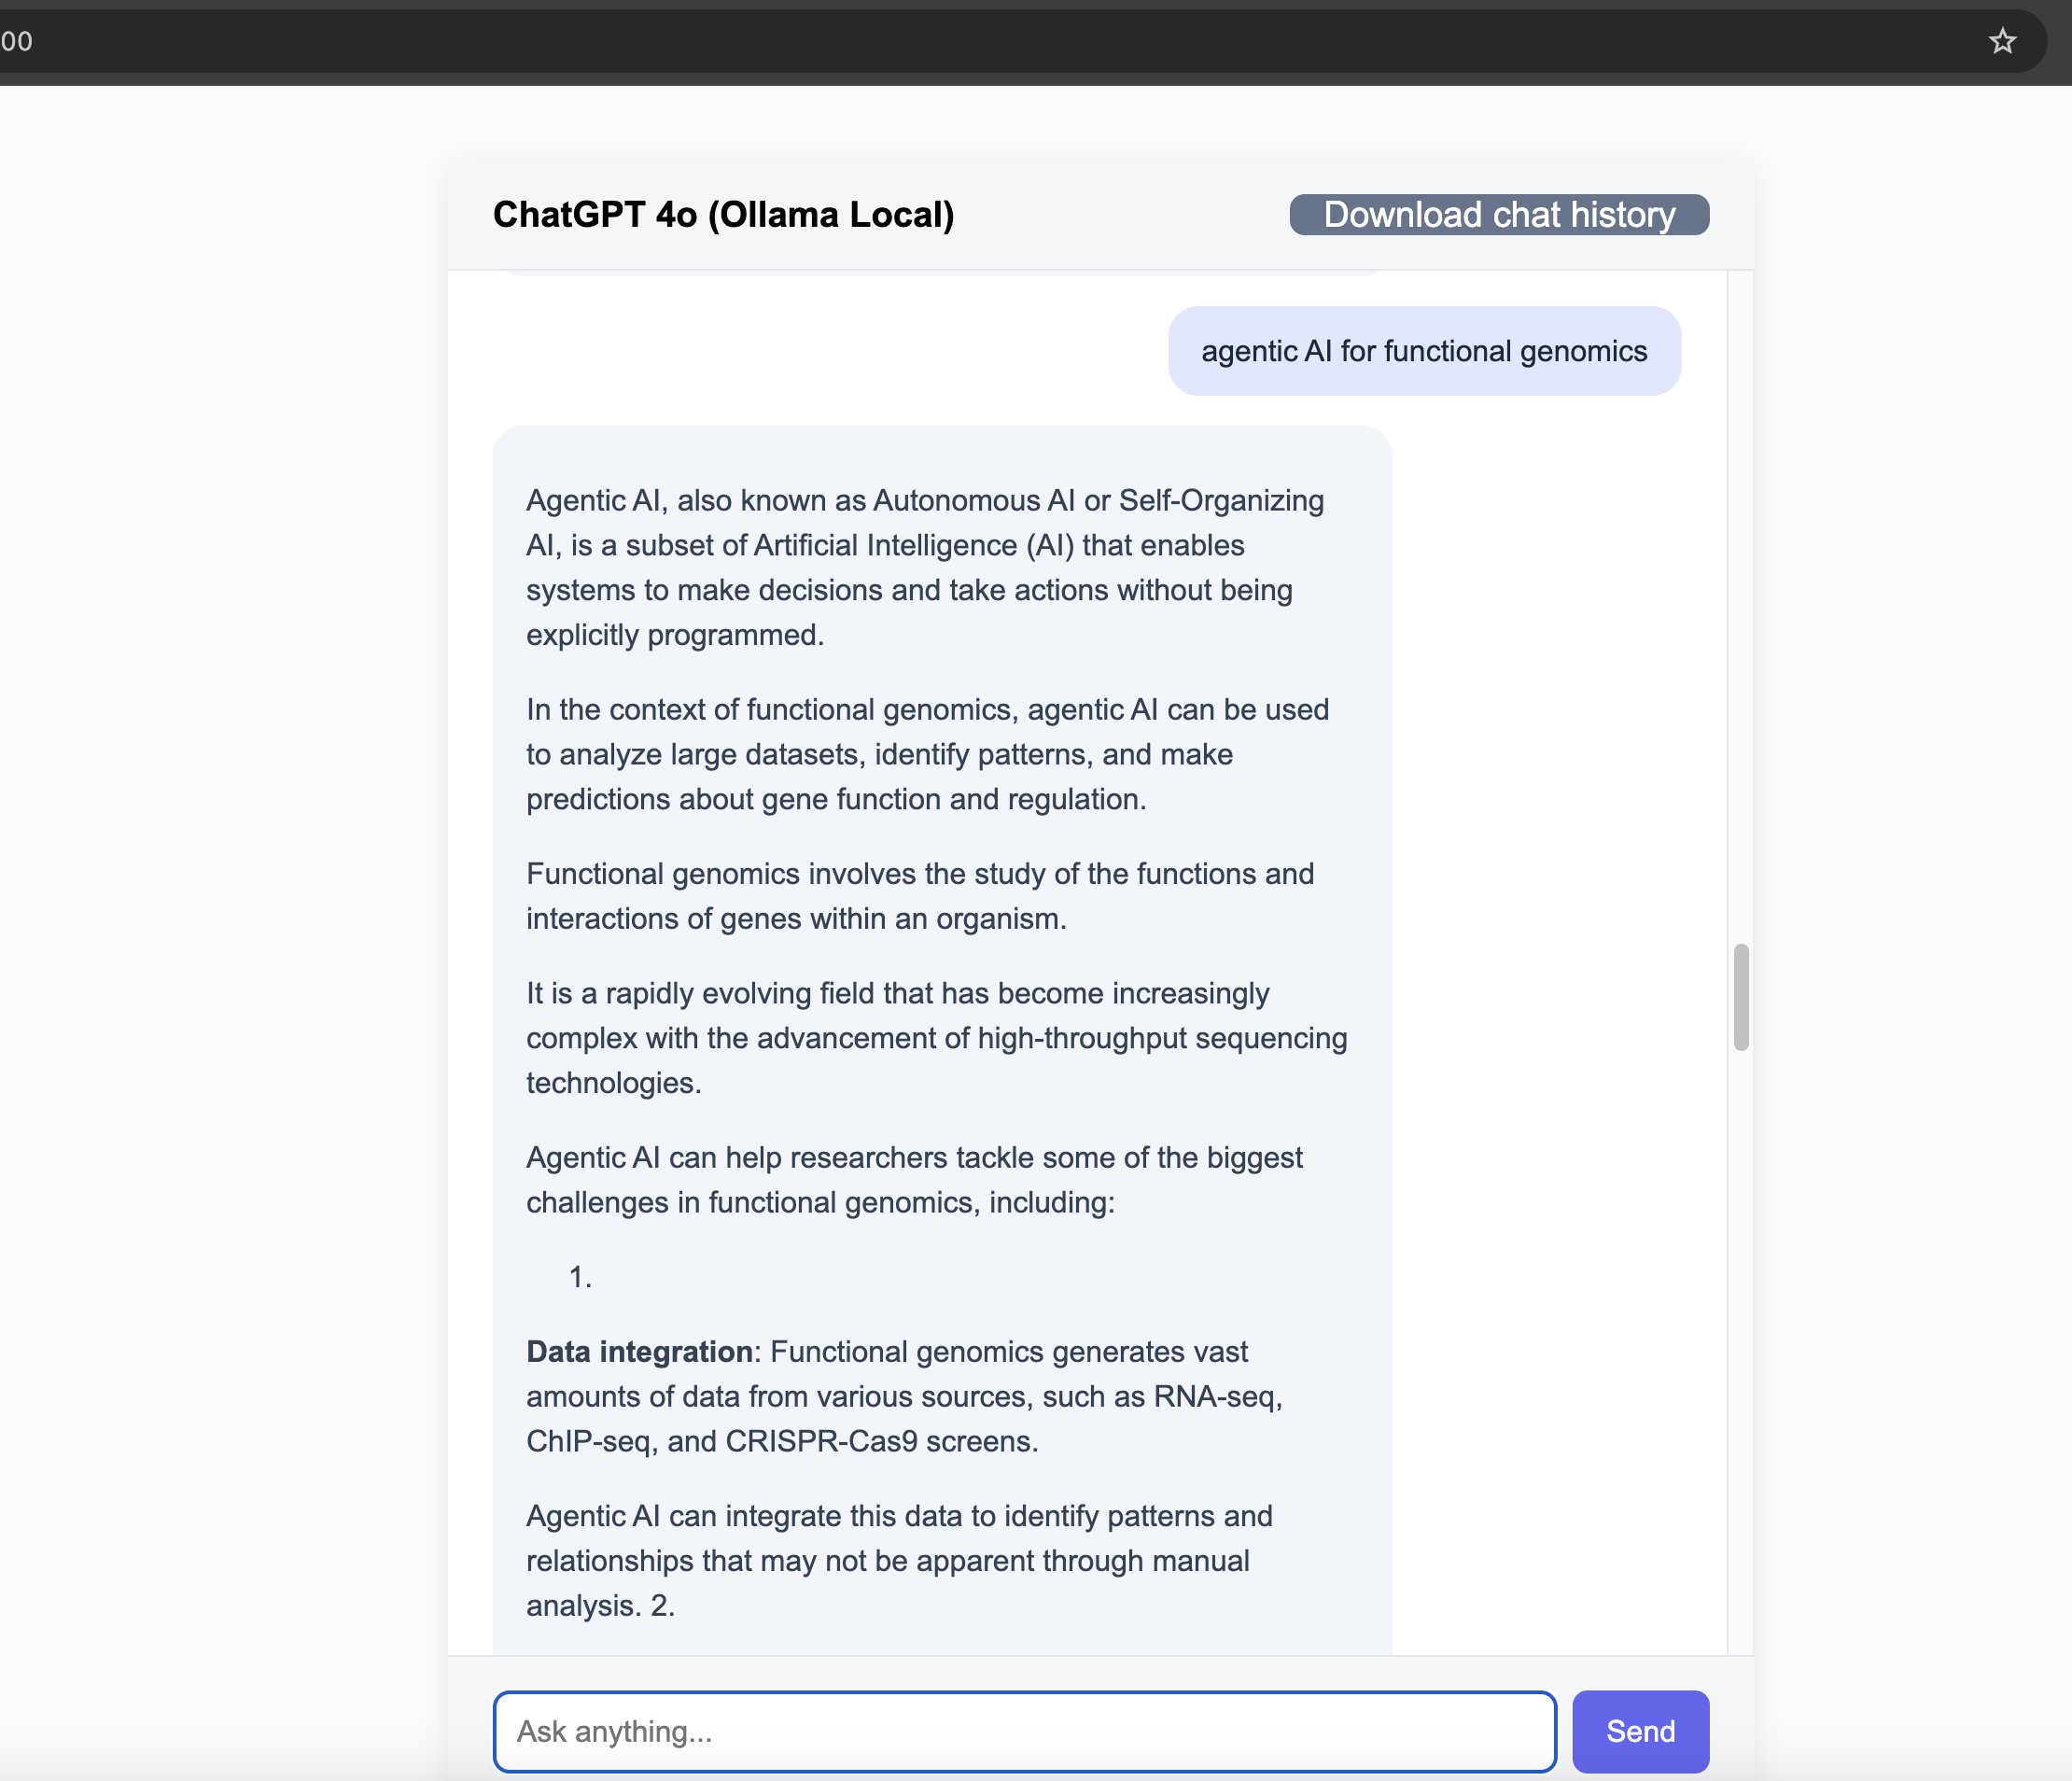 00
ChatGPT 4o (Ollama Local)
Download chat history
agentic AI for functional genomics
Agentic AI, also known as Autonomous AI or Self-Organizing
AI, is a subset of Artificial Intelligence (AI) that enables
systems to make decisions and take actions without being
explicitly programmed.
In the context of functional genomics, agentic AI can be used
to analyze large datasets, identify patterns, and make
predictions about gene function and regulation.
Functional genomics involves the study of the functions and
interactions of genes within an organism.
It is a rapidly evolving field that has become increasingly
complex with the advancement of high-throughput sequencing
technologies.
Agentic AI can help researchers tackle some of the biggest
challenges in functional genomics, including:
1.
Data integration: Functional genomics generates vast
amounts of data from various sources, such as RNA-seq,
ChIP-seq, and CRISPR-Cas9 screens.
Agentic AI can integrate this data to identify patterns and
relationships that may not be apparent through manual
analysis. 2.
Ask anything...
Send